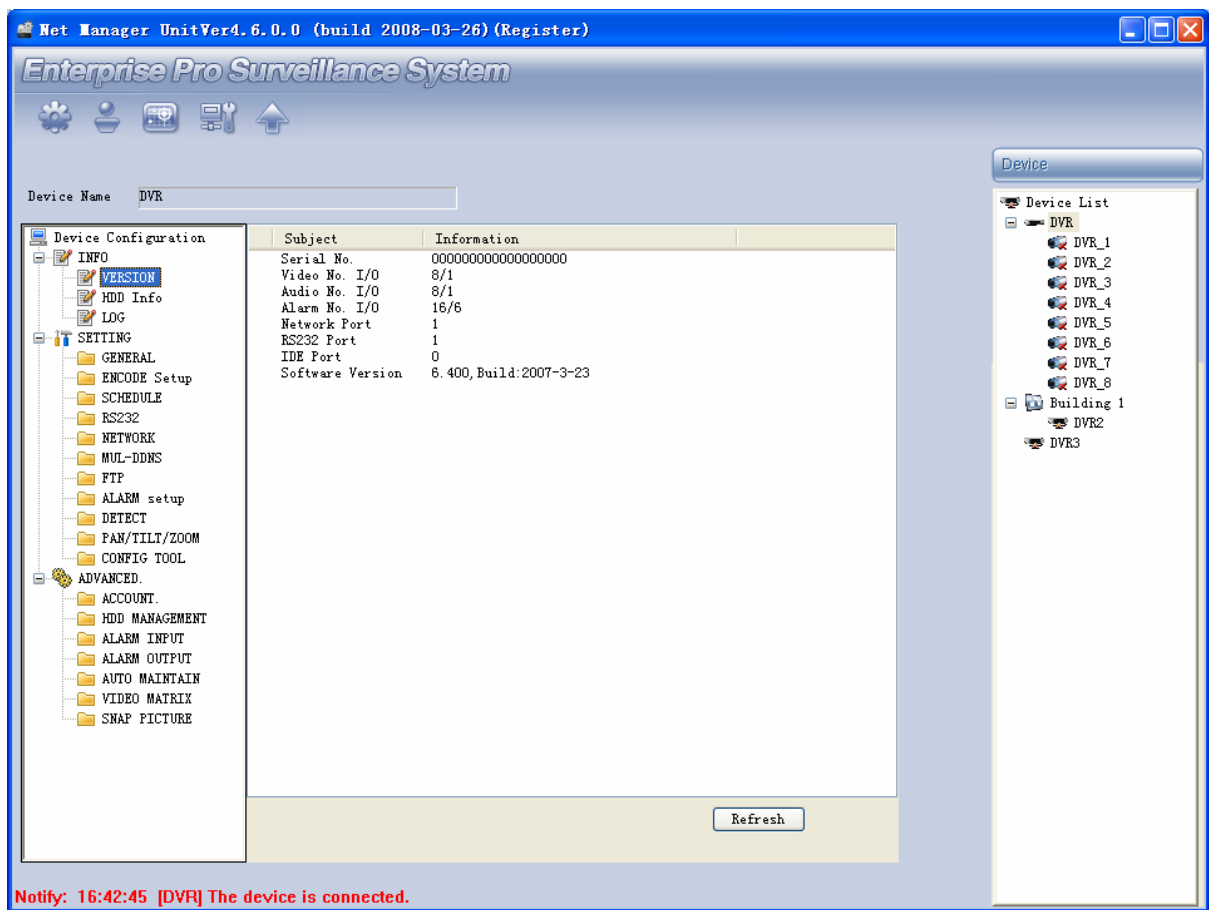 Net Manager UnitVer4.6.0.0 (build 2008-03-26)(Register)
Enterprise Pro Surveillance System
Device Name DVR
Device Configuration
INFO
VERSION
HDD Info
LOG
SETTING
GENERAL
ENCODE Setup
SCHEDULE
RS232
NETWORK
MUL-DDNS
FTP
ALARM setup
DETECT
PAN/TILT/ZOOM
CONFIG TOOL
ADVANCED.
ACCOUNT.
HDD MANAGEMENT
ALARM INPUT
ALARM OUTPUT
AUTO MAINTAIN
VIDEO MATRIX
SNAP PICTURE
Subject Information
Serial No. 000000000000000000
Video No. I/O 8/1
Audio No. I/O 8/1
Alarm No. I/O 16/6
Network Port 1
RS232 Port 1
IDE Port 0
Software Version 6.400,Build:2007-3-23
Refresh
Device
Device List
DVR
DVR_1
DVR_2
DVR_3
DVR_4
DVR_5
DVR_6
DVR_7
DVR_8
Building 1
DVR2
DVR3
Notify: 16:42:45 [DVR] The device is connected.